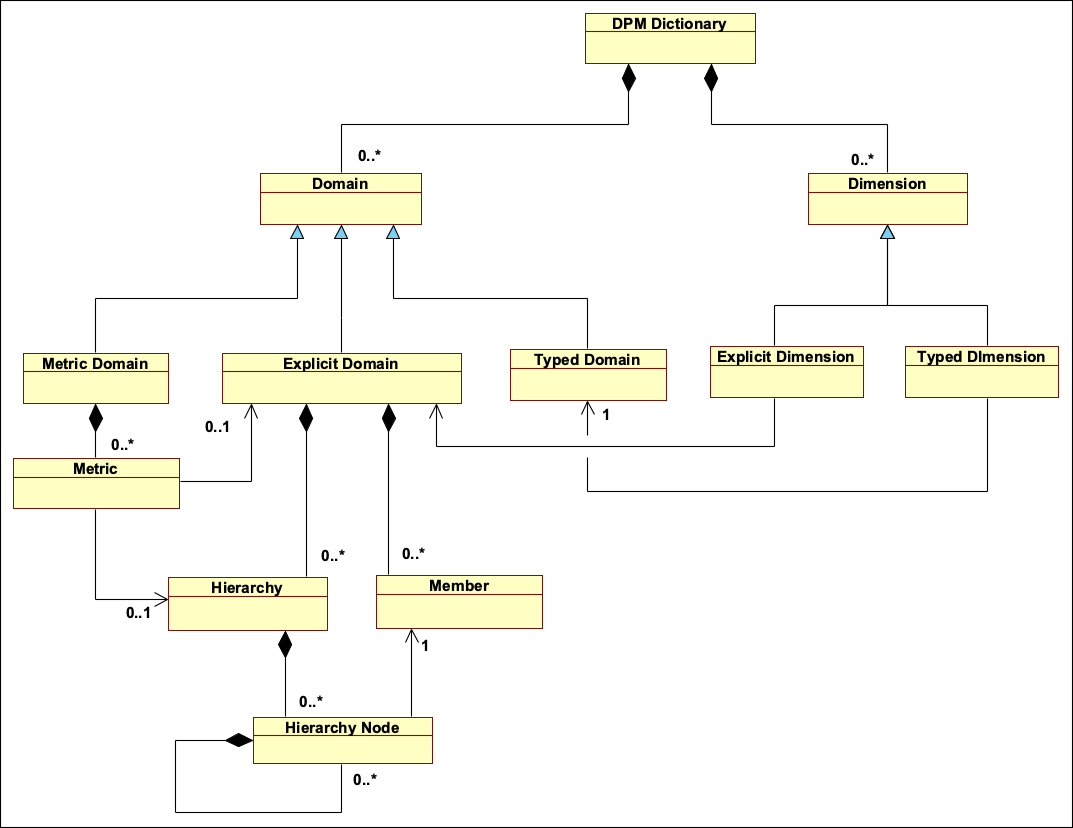 DPM Dictionary
0..*
0..*
Domain
Dimension
Metric Domain
Explicit Domain
Typed Domain
Explicit Dimension
Typed DImension
0..1
1
0..*
Metric
0..*
0..*
Hierarchy
Member
0..1
1
0..*
Hierarchy Node
0..*